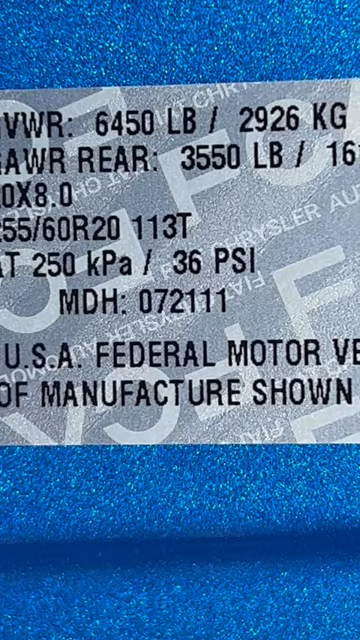 VWR: 6450 LB / 2926 KG
AWR REAR: 3550 LB / 16
0X8.0
55/60R20 113T
AT 250 kPa / 36 PSI
MDH: 072111
U.S.A. FEDERAL MOTOR VE
OF MANUFACTURE SHOWN